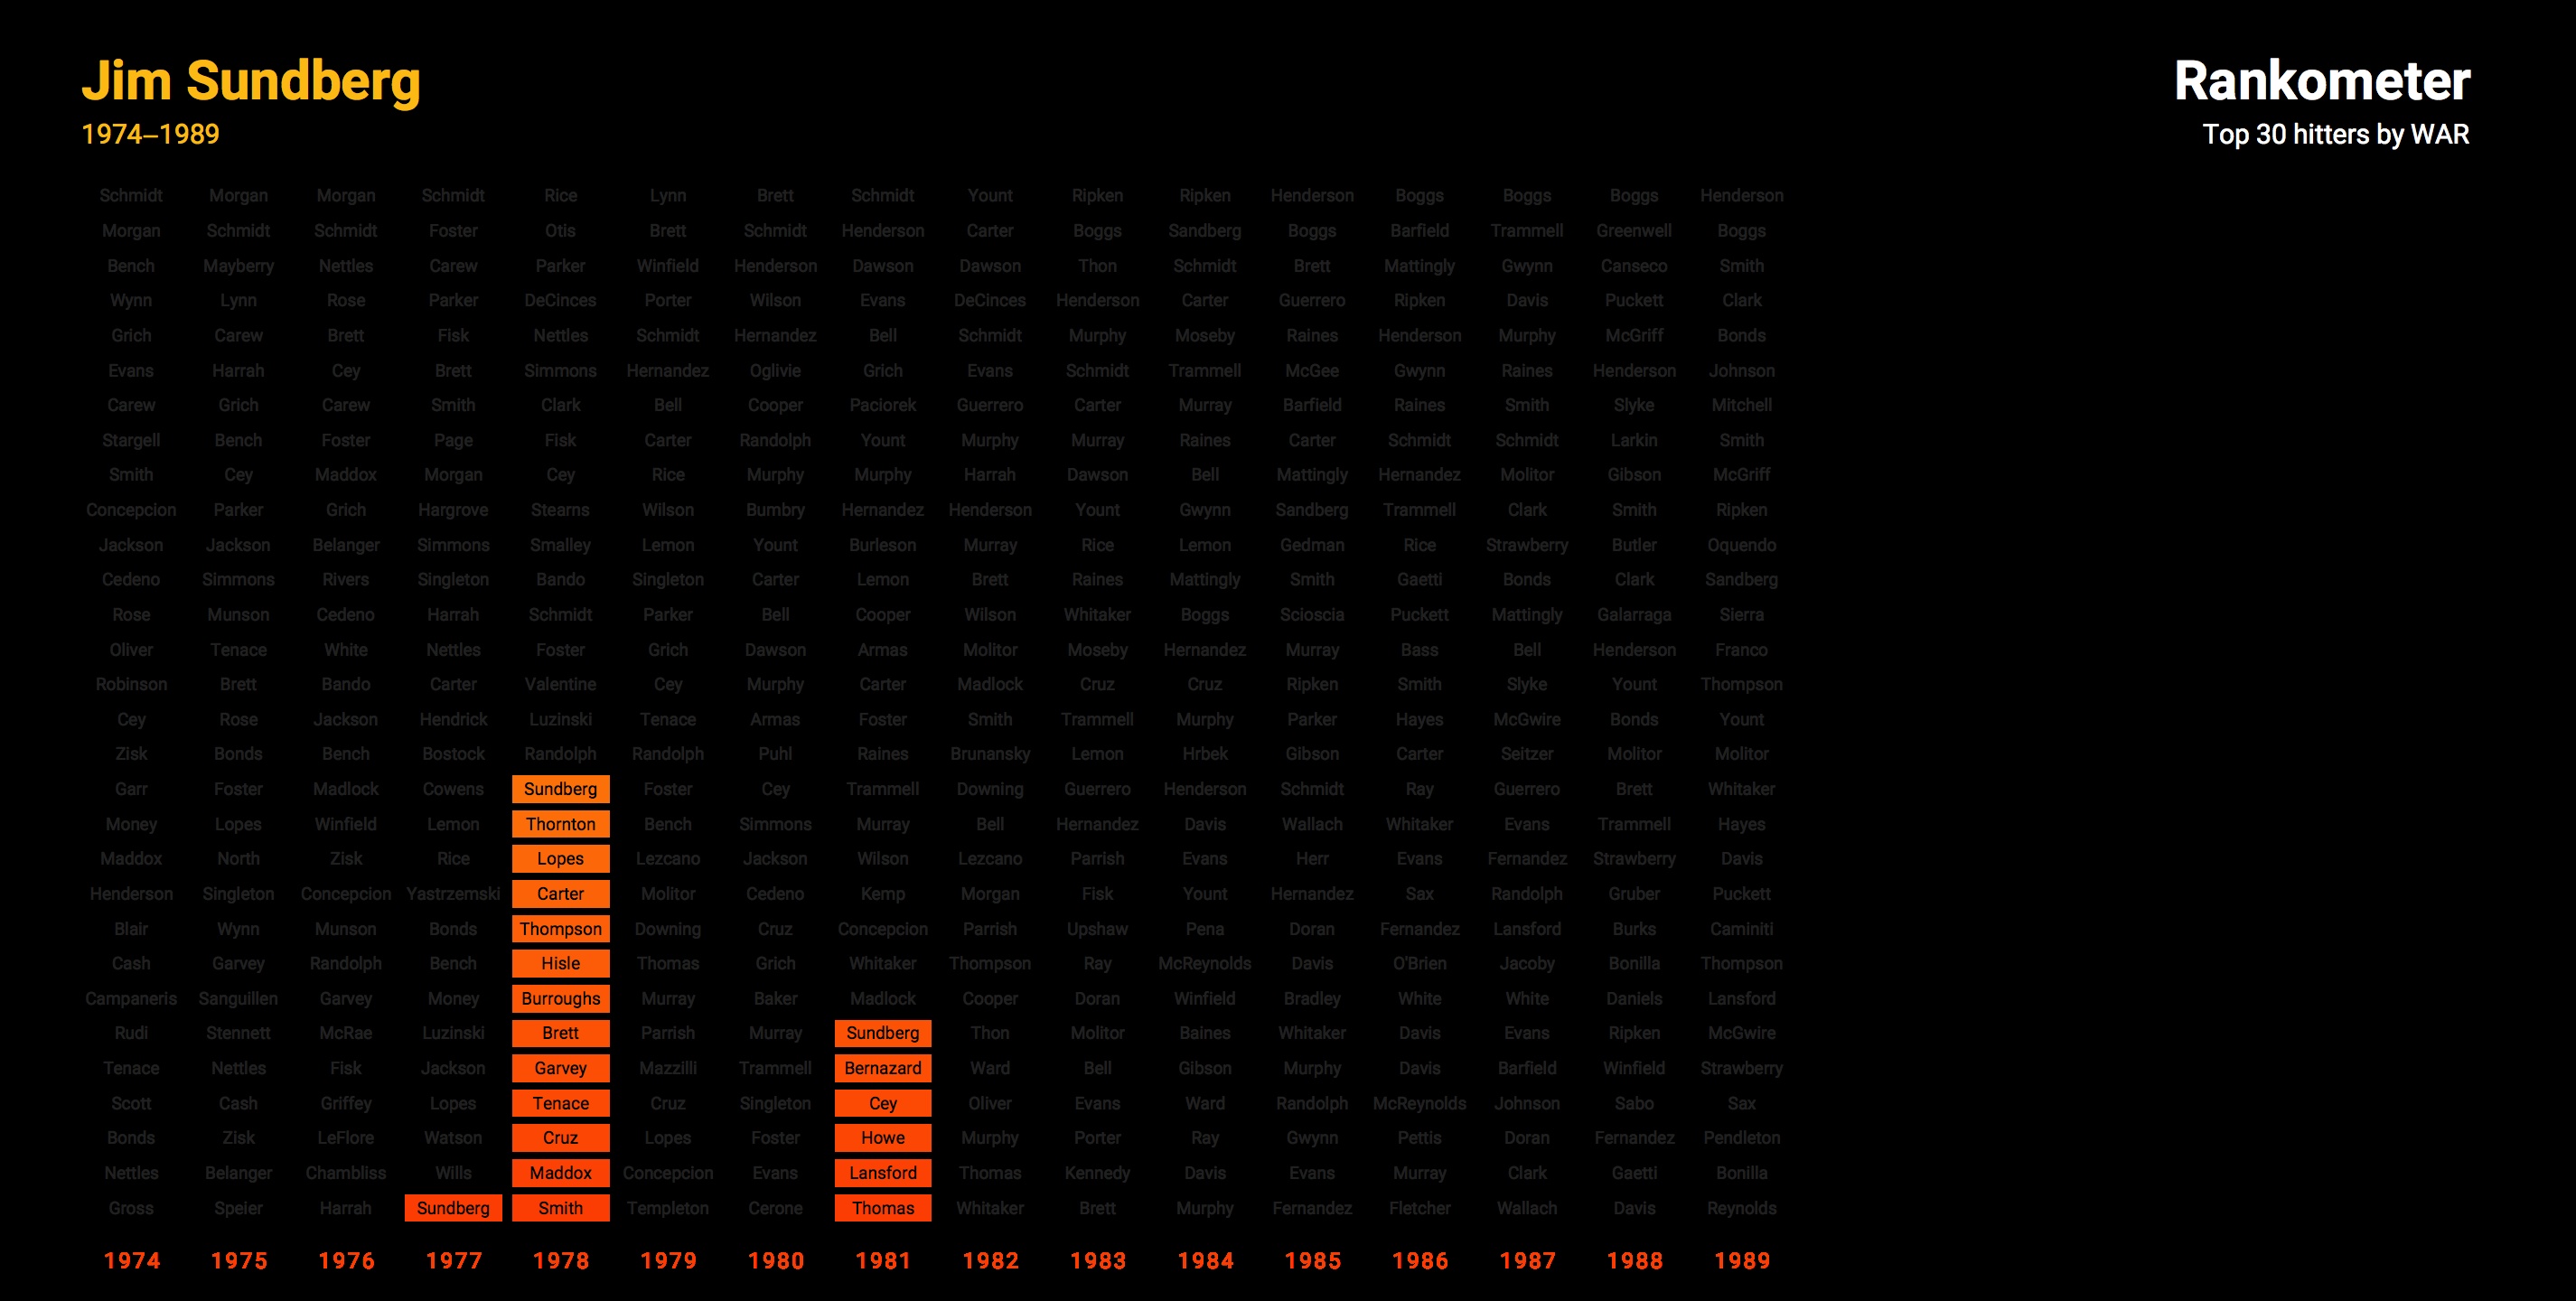 Jim Sundberg
1974–1989
Rankometer
Top 30 hitters by WAR
Schmidt Morgan Morgan Schmidt Rice Lynn Brett Schmidt Yount Ripken Ripken Henderson Boggs Boggs Boggs Henderson
Morgan Schmidt Schmidt Foster Otis Brett Schmidt Henderson Carter Boggs Sandberg Boggs Barfield Trammell Greenwell Boggs
Bench Mayberry Nettles Carew Parker Winfield Henderson Dawson Dawson Thon Schmidt Brett Mattingly Gwynn Canseco Smith
Wynn Lynn Rose Parker DeCinces Porter Wilson Evans DeCinces Henderson Carter Guerrero Ripken Davis Puckett Clark
Grich Carew Brett Fisk Nettles Schmidt Hernandez Bell Schmidt Murphy Moseby Raines Henderson Murphy McGriff Bonds
Evans Harrah Cey Brett Simmons Hernandez Oglivie Grich Evans Schmidt Trammell McGee Gwynn Raines Henderson Johnson
Carew Grich Carew Smith Clark Bell Cooper Paciorek Guerrero Carter Murray Barfield Raines Smith Slyke Mitchell
Stargell Bench Foster Page Fisk Carter Randolph Yount Murphy Murray Raines Carter Schmidt Schmidt Larkin Smith
Smith Cey Maddox Morgan Cey Rice Murphy Murphy Harrah Dawson Bell Mattingly Hernandez Molitor Gibson McGriff
Concepcion Parker Grich Hargrove Stearns Wilson Bumbry Hernandez Henderson Yount Gwynn Sandberg Trammell Clark Smith Ripken
Jackson Jackson Belanger Simmons Smalley Lemon Yount Burleson Murray Rice Lemon Gedman Rice Strawberry Butler Oquendo
Cedeno Simmons Rivers Singleton Bando Singleton Carter Lemon Brett Raines Mattingly Smith Gaetti Bonds Clark Sandberg
Rose Munson Cedeno Harrah Schmidt Parker Bell Cooper Wilson Whitaker Boggs Scioscia Puckett Mattingly Galarraga Sierra
Oliver Tenace White Nettles Foster Grich Dawson Armas Molitor Moseby Hernandez Murray Bass Bell Henderson Franco
Robinson Brett Bando Carter Valentine Cey Murphy Carter Madlock Cruz Cruz Ripken Smith Slyke Yount Thompson
Cey Rose Jackson Hendrick Luzinski Tenace Armas Foster Smith Trammell Murphy Parker Hayes McGwire Bonds Yount
Zisk Bonds Bench Bostock Randolph Randolph Puhl Raines Brunansky Lemon Hrbek Gibson Carter Seitzer Molitor Molitor
Garr Foster Madlock Cowens Sundberg Foster Cey Trammell Downing Guerrero Henderson Schmidt Ray Guerrero Brett Whitaker
Money Lopes Winfield Lemon Thornton Bench Simmons Murray Bell Hernandez Davis Wallach Whitaker Evans Trammell Hayes
Maddox North Zisk Rice Lopes Lezcano Jackson Wilson Lezcano Parrish Evans Herr Evans Fernandez Strawberry Davis
Henderson Singleton Concepcion Yastrzemski Carter Molitor Cedeno Kemp Morgan Fisk Yount Hernandez Sax Randolph Gruber Puckett
Blair Wynn Munson Bonds Thompson Downing Cruz Concepcion Parrish Upshaw Pena Doran Fernandez Lansford Burks Caminiti
Cash Garvey Randolph Bench Hisle Thomas Grich Whitaker Thompson Ray McReynolds Davis O'Brien Jacoby Bonilla Thompson
Campaneris Sanguillen Garvey Money Burroughs Murray Baker Madlock Cooper Doran Winfield Bradley White White Daniels Lansford
Rudi Stennett McRae Luzinski Brett Parrish Murray Sundberg Thon Molitor Baines Whitaker Davis Evans Ripken McGwire
Tenace Nettles Fisk Jackson Garvey Mazzilli Trammell Bernazard Ward Bell Gibson Murphy Davis Barfield Winfield Strawberry
Scott Cash Griffey Lopes Tenace Cruz Singleton Cey Oliver Evans Ward Randolph McReynolds Johnson Sabo Sax
Bonds Zisk LeFlore Watson Cruz Lopes Foster Howe Murphy Porter Ray Gwynn Pettis Doran Fernandez Pendleton
Nettles Belanger Chambliss Wills Maddox Concepcion Evans Lansford Thomas Kennedy Davis Evans Murray Clark Gaetti Bonilla
Gross Speier Harrah Sundberg Smith Templeton Cerone Thomas Whitaker Brett Murphy Fernandez Fletcher Wallach Davis Reynolds
1974 1975 1976 1977 1978 1979 1980 1981 1982 1983 1984 1985 1986 1987 1988 1989